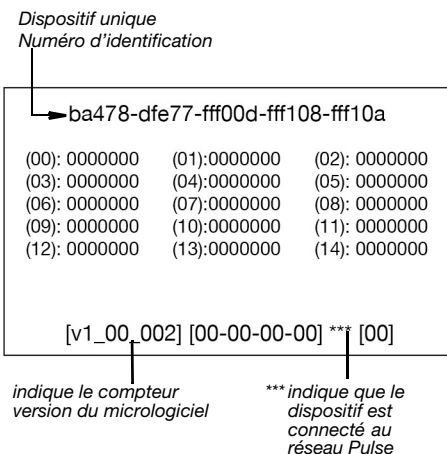 Dispositif unique
Numéro d'identification
ba478-dfe77-fff00d-fff108-fff10a
(00): 0000000 (01):0000000 (02): 0000000
(03): 0000000 (04):0000000 (05): 0000000
(06): 0000000 (07):0000000 (08): 0000000
(09): 0000000 (10):0000000 (11): 0000000
(12): 0000000 (13):0000000 (14): 0000000
[v1_00_002] [00-00-00-00] *** [00]
indique le compteur
version du micrologiciel
*** indique que le
dispositif est
connecté au
réseau Pulse